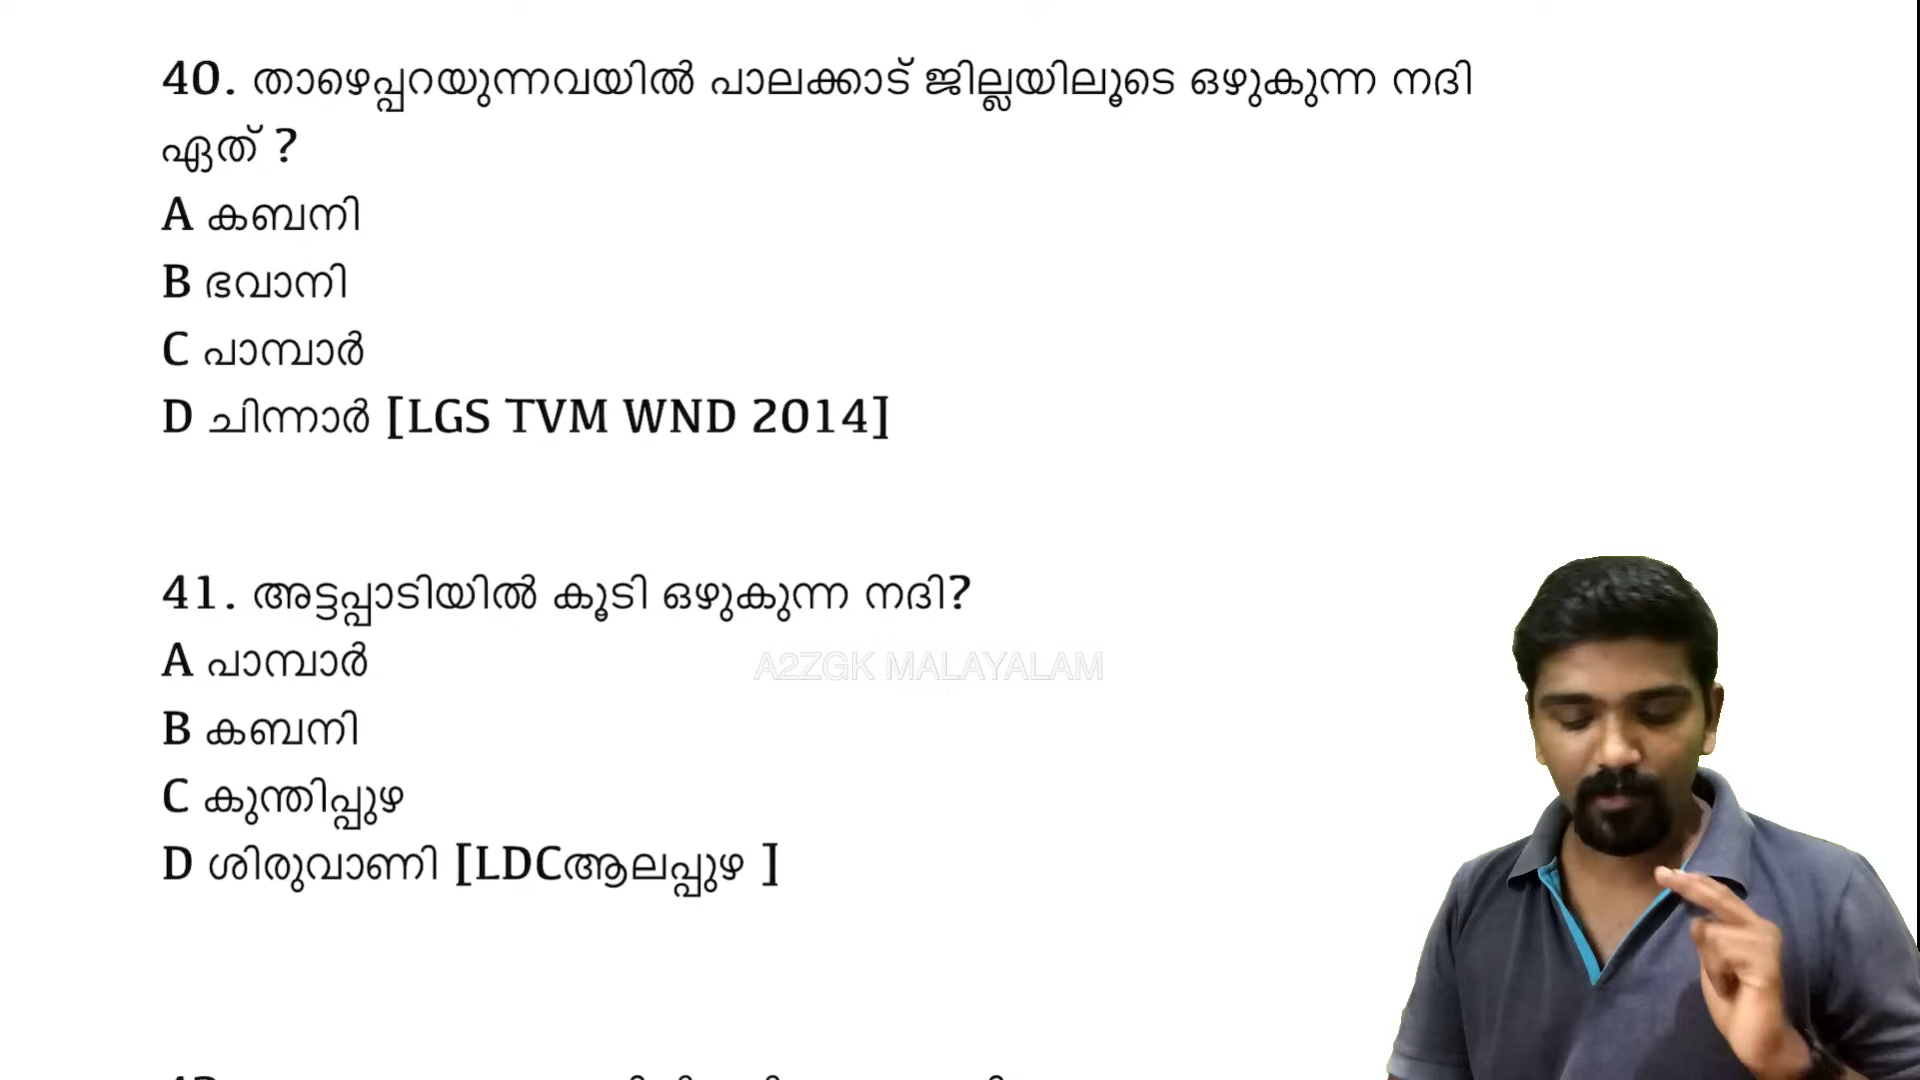 40. താഴെപ്പറയുന്നവയിൽ പാലക്കാട് ജില്ലയിലൂടെ ഒഴുകുന്ന നദി
ഏത് ?
A കബനി
B ഭവാനി
C പാമ്പാർ
D ചിന്നാർ [LGS TVM WND 2014]
41. അട്ടപ്പാടിയിൽ കൂടി ഒഴുകുന്ന നദി?
A പാമ്പാർ
A2ZGK MALAYALAM
B കബനി
C കുന്തിപ്പുഴ
D ശിരുവാണി [LDCആലപ്പുഴ ]